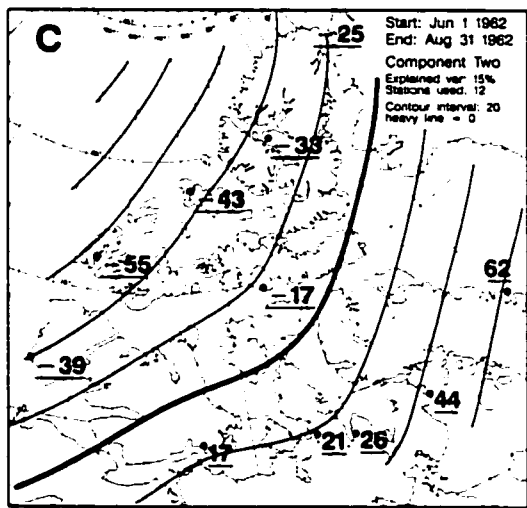 C
Start: Jun 1 1962
End: Aug 31 1962
Component Two
Explained var 15%
Stations used. 12
Contour interval: 20
heavy line = 0
-25
-33
-43
-55
-17
62
-39
44
17
21
26